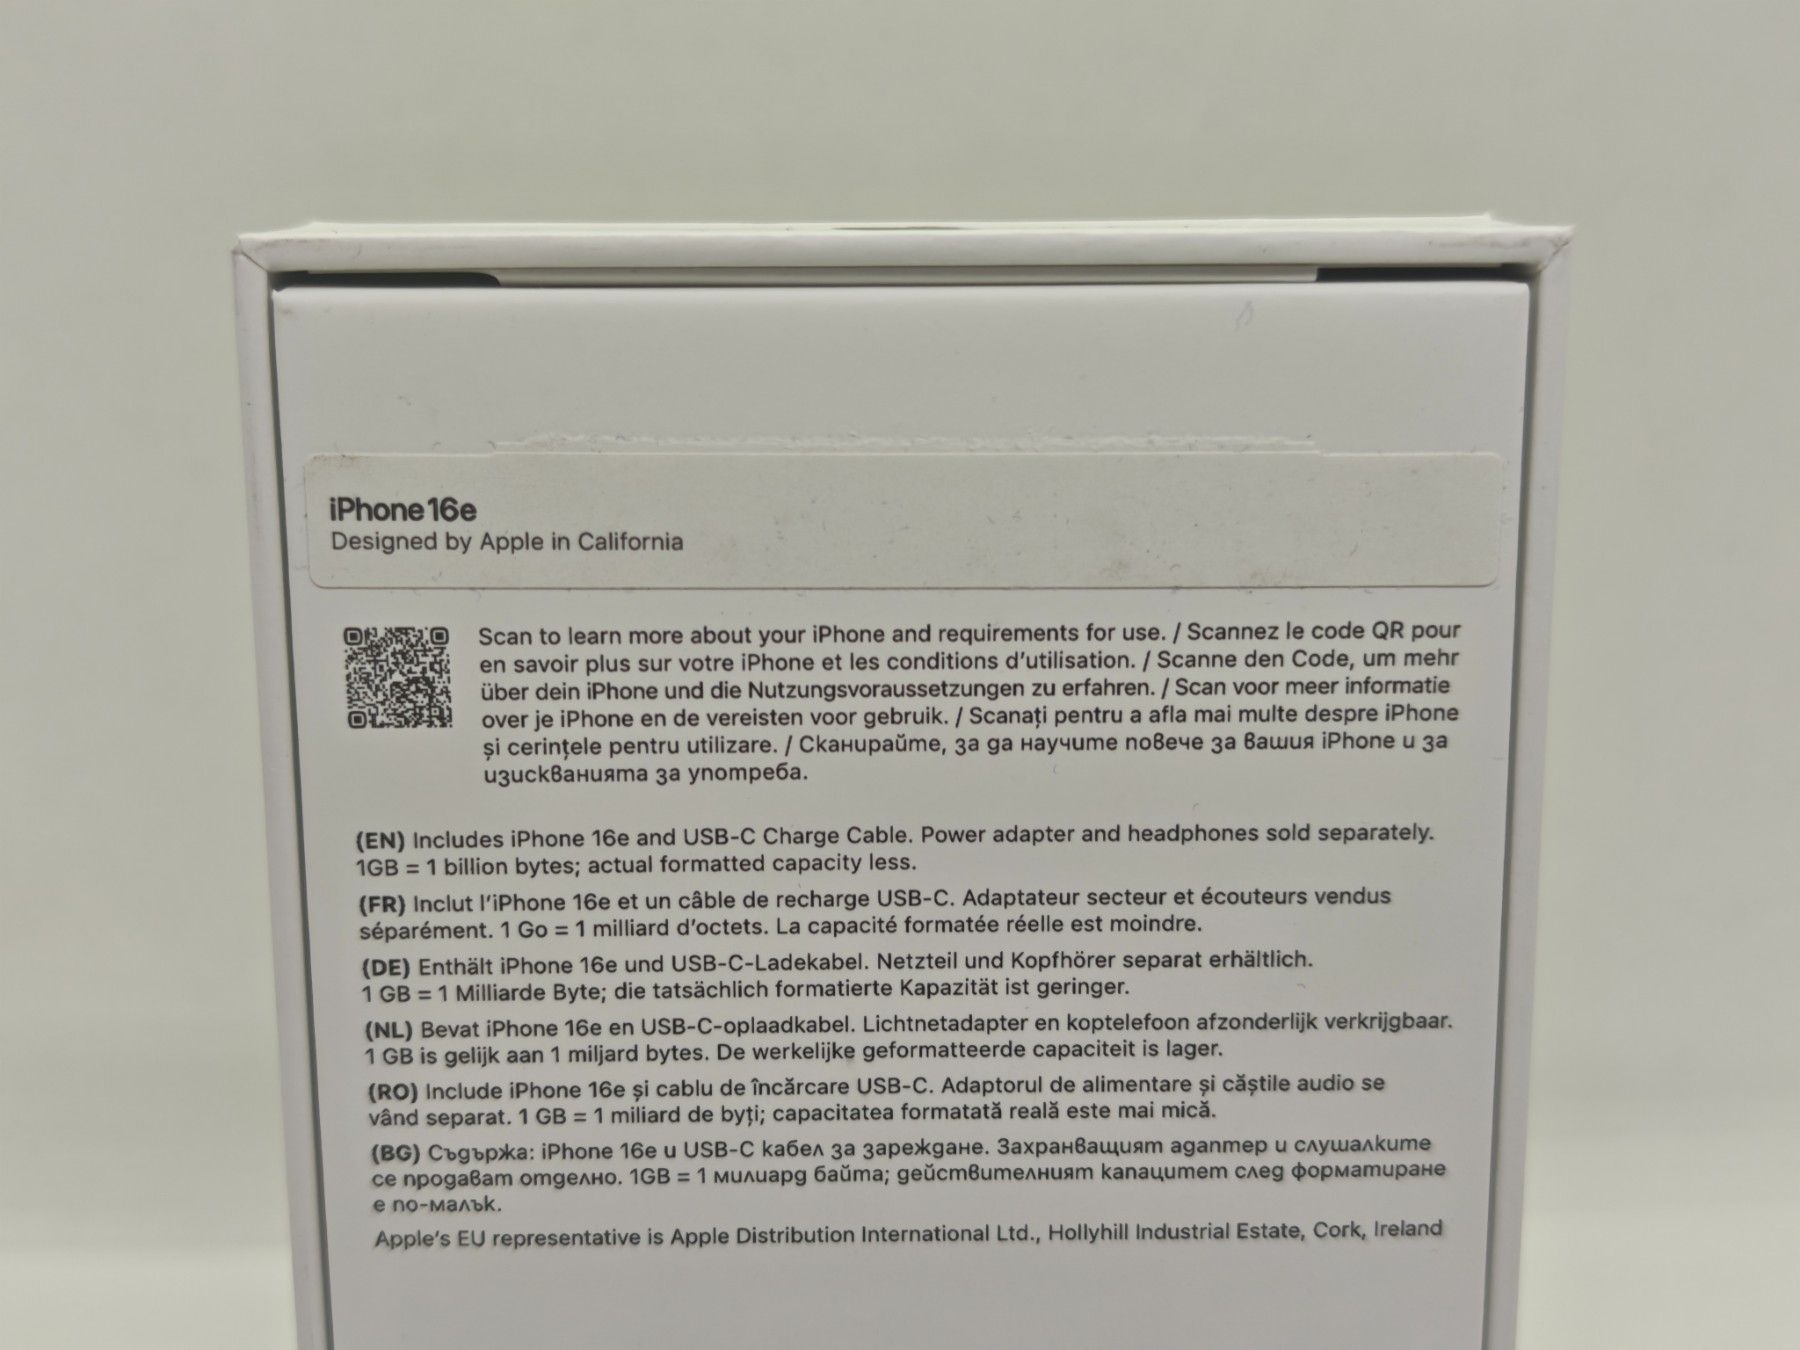 iPhone 16e
Designed by Apple in California
Scan to learn more about your iPhone and requirements for use. / Scannez le code QR pour
en savoir plus sur votre iPhone et les conditions d'utilisation. / Scanne den Code, um mehr
über dein iPhone und die Nutzungsvoraussetzungen zu erfahren. / Scan voor meer informatie
over je iPhone en de vereisten voor gebruik. / Scanați pentru a afla mai multe despre iPhone
și cerințele pentru utilizare. / Сканирайте, за да научите повече за вашия iPhone и за
изискванията за употреба.
(EN) Includes iPhone 16e and USB-C Charge Cable. Power adapter and headphones sold separately.
1GB = 1 billion bytes; actual formatted capacity less.
(FR) Inclut l'iPhone 16e et un câble de recharge USB-C. Adaptateur secteur et écouteurs vendus
séparément. 1 Go = 1 milliard d'octets. La capacité formatée réelle est moindre.
(DE) Enthält iPhone 16e und USB-C-Ladekabel. Netzteil und Kopfhörer separat erhältlich.
1 GB = 1 Milliarde Byte; die tatsächlich formatierte Kapazität ist geringer.
(NL) Bevat iPhone 16e en USB-C-oplaadkabel. Lichtnetadapter en koptelefoon afzonderlijk verkrijgbaar.
1 GB is gelijk aan 1 miljard bytes. De werkelijke geformatteerde capaciteit is lager.
(RO) Include iPhone 16e și cablu de încărcare USB-C. Adaptorul de alimentare și căștile audio se
vând separat. 1 GB = 1 miliard de byți; capacitatea formatată reală este mai mică.
(BG) Съдържа: iPhone 16e и USB-C кабел за зареждане. Захранващият адаптер и слушалките
се продават отделно. 1GB = 1 милиард байта; действителният капацитет след форматиране
е по-малък.
Apple's EU representative is Apple Distribution International Ltd., Hollyhill Industrial Estate, Cork, Ireland